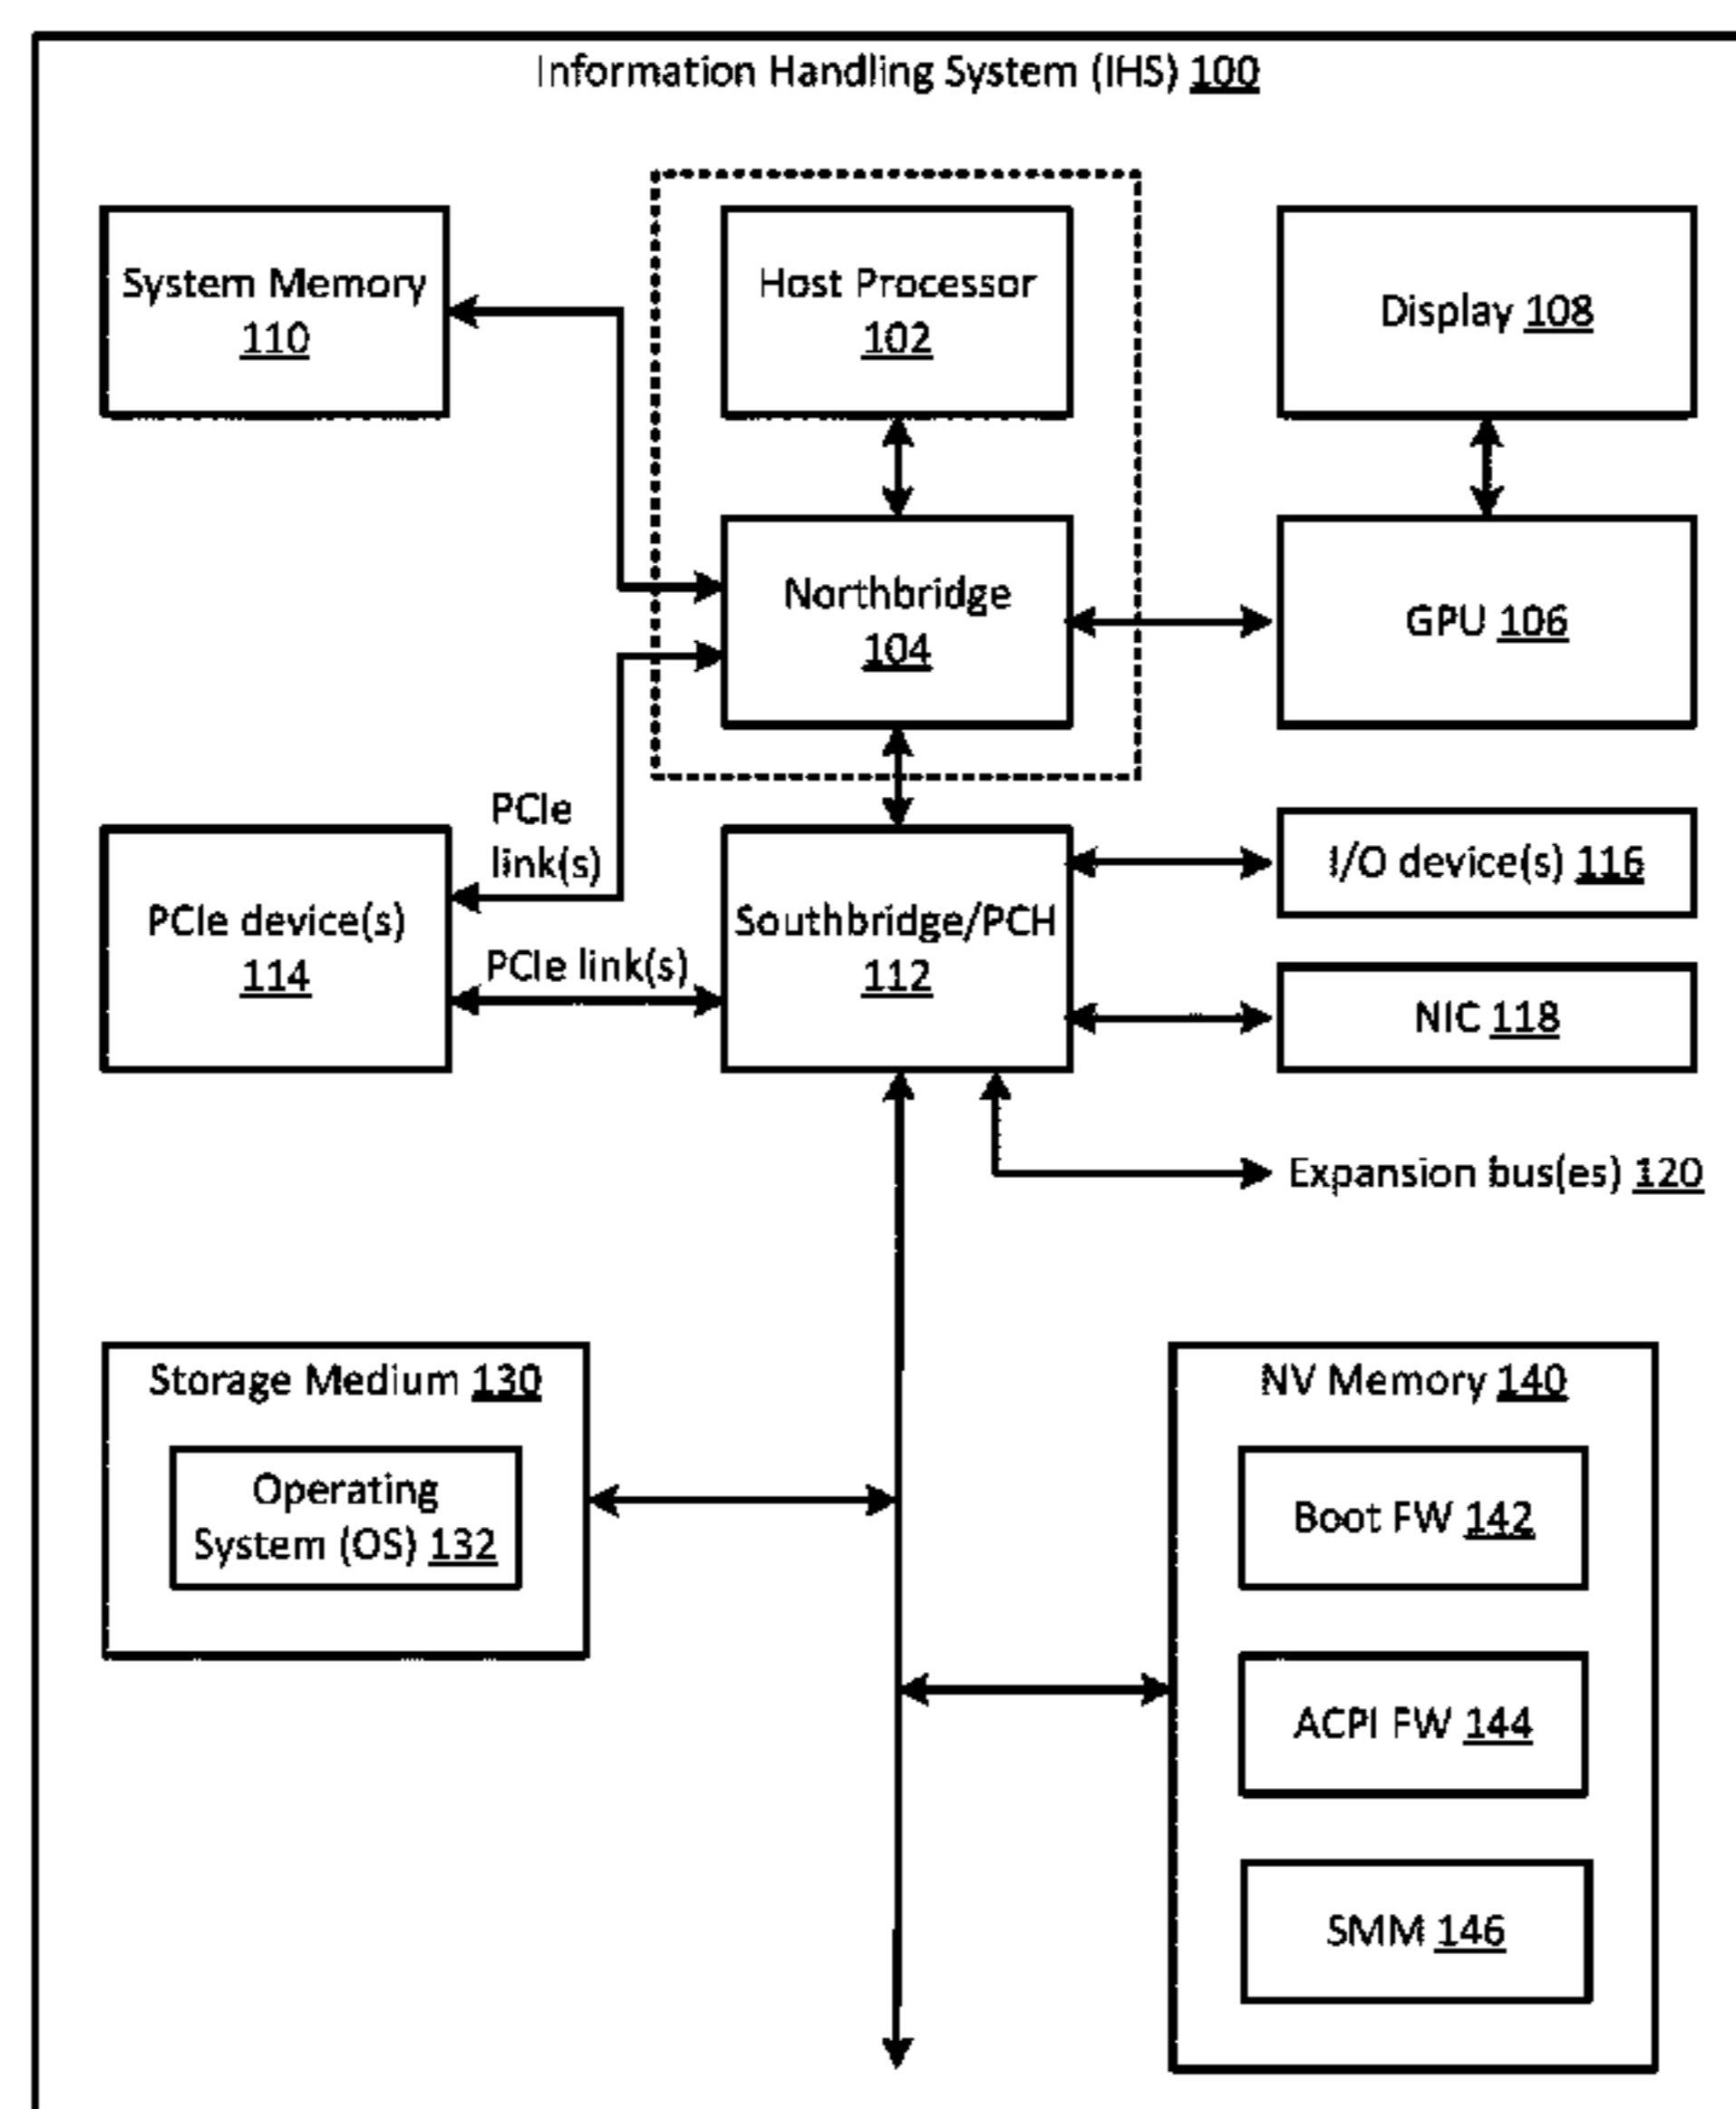 Information Handling System (IHS) 100
System Memory
110
Host Processor
102
Display 108
Northbridge
104
GPU 106
PCIe
link(s)
PCIe device(s)
114
PCIe link(s)
Southbridge/PCH
112
I/O device(s) 116
NIC 118
Expansion bus(es) 120
Storage Medium 130
Operating
System (OS) 132
NV Memory 140
Boot FW 142
ACPI FW 144
SMM 146